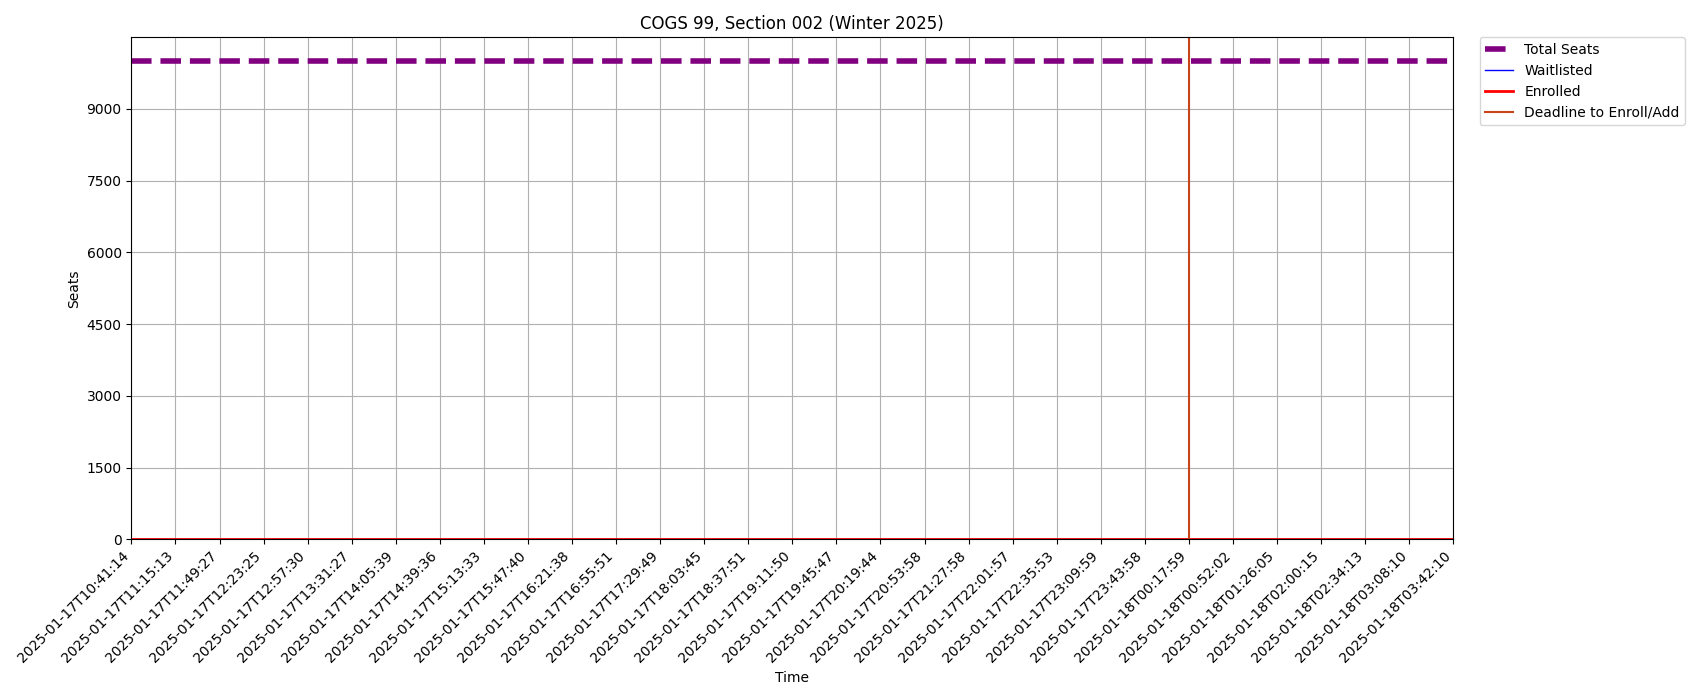 COGS 99, Section 002 (Winter 2025)
Total Seats
Waitlisted
Enrolled
Deadline to Enroll/Add
9000
7500
6000
4500
3000
1500
0
Seats
2025-01-17T10:41:14
2025-01-17T11:15:13
2025-01-17T11:49:27
2025-01-17T12:23:25
2025-01-17T12:57:30
2025-01-17T13:31:27
2025-01-17T14:05:39
2025-01-17T14:39:36
2025-01-17T15:13:33
2025-01-17T15:47:40
2025-01-17T16:21:38
2025-01-17T16:55:51
2025-01-17T17:29:49
2025-01-17T18:03:45
2025-01-17T18:37:51
2025-01-17T19:11:50
2025-01-17T19:45:47
2025-01-17T20:19:44
2025-01-17T20:53:58
2025-01-17T21:27:58
2025-01-17T22:01:57
2025-01-17T22:35:53
2025-01-17T23:09:59
2025-01-17T23:43:58
2025-01-18T00:17:59
2025-01-18T00:52:02
2025-01-18T01:26:05
2025-01-18T02:00:15
2025-01-18T02:34:13
2025-01-18T03:08:10
2025-01-18T03:42:10
Time